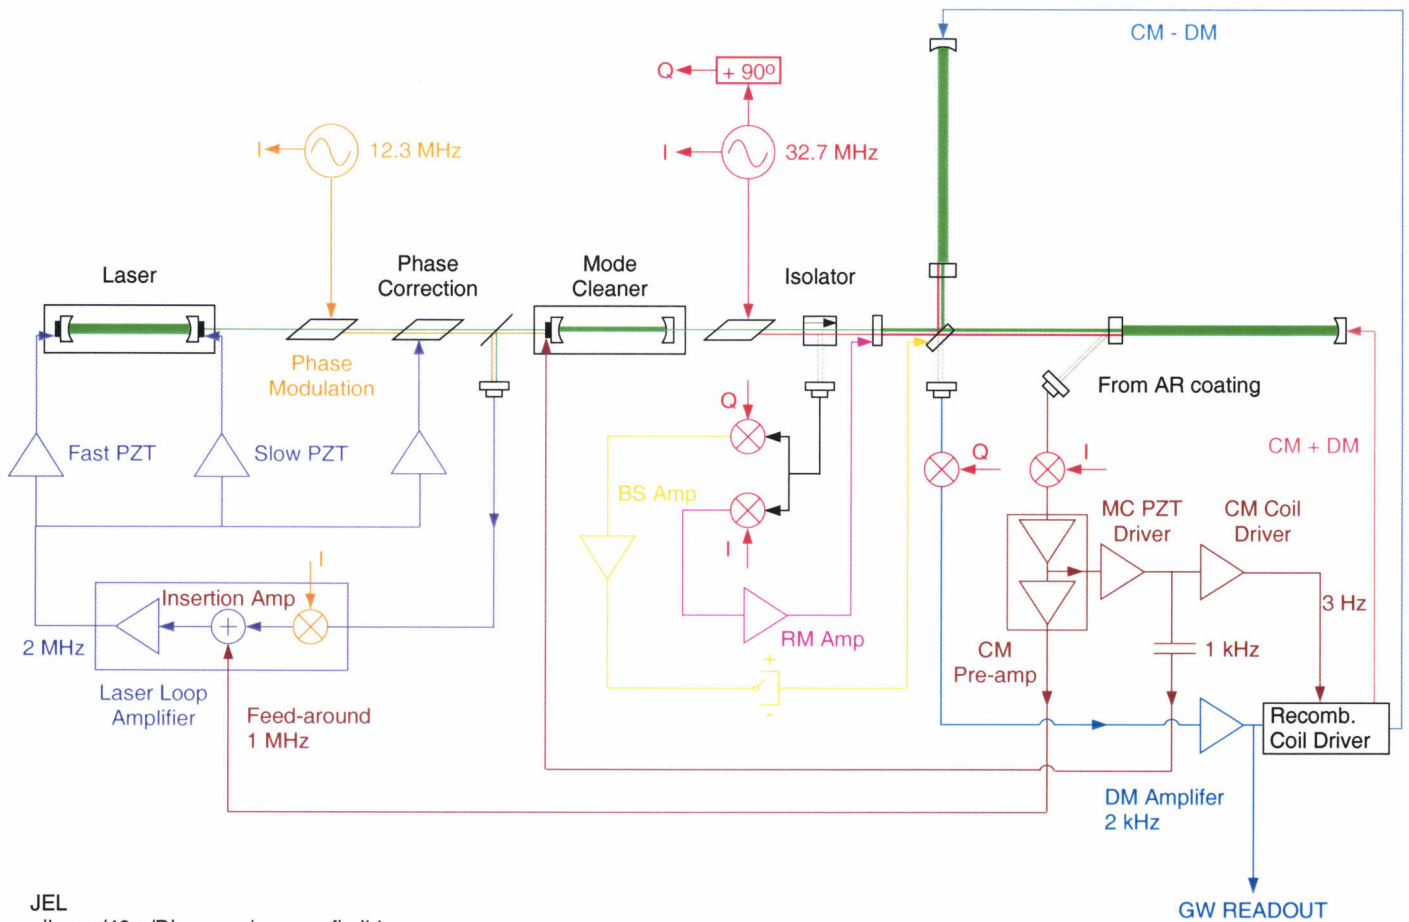 CM - DM
Q
+ 90º
I
12.3 MHz
I
32.7 MHz
Laser
Phase
Correction
Mode
Cleaner
Isolator
Phase
Modulation
From AR coating
Q
Fast PZT
Slow PZT
CM + DM
Q
I
BS Amp
MC PZT
Driver
CM Coil
Driver
I
I
Insertion Amp
3 Hz
2 MHz
RM Amp
+
-
CM
Pre-amp
1 kHz
Laser Loop
Amplifier
Feed-around
1 MHz
Recomb.
Coil Driver
DM Amplifer
2 kHz
JEL
GW READOUT